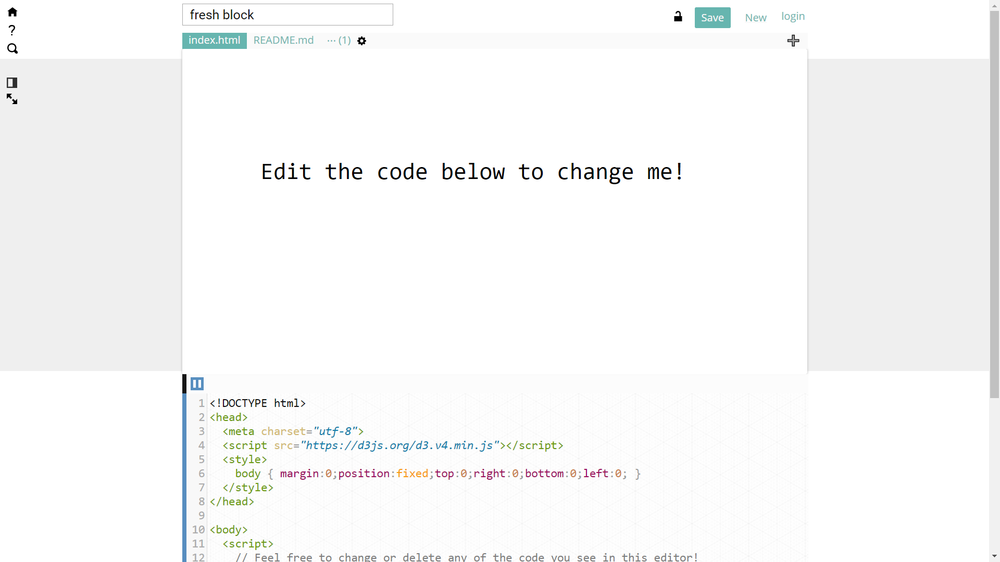 fresh block
Save
New
login
?
index.html
README.md
··· (1)
Edit the code below to change me!
1 <!DOCTYPE html>
2 <head>
3   <meta charset="utf-8">
4   <script src="https://d3js.org/d3.v4.min.js"></script>
5   <style>
6     body { margin:0;position:fixed;top:0;right:0;bottom:0;left:0; }
7   </style>
8 </head>
9
10 <body>
11   <script>
12     // Feel free to change or delete any of the code you see in this editor!